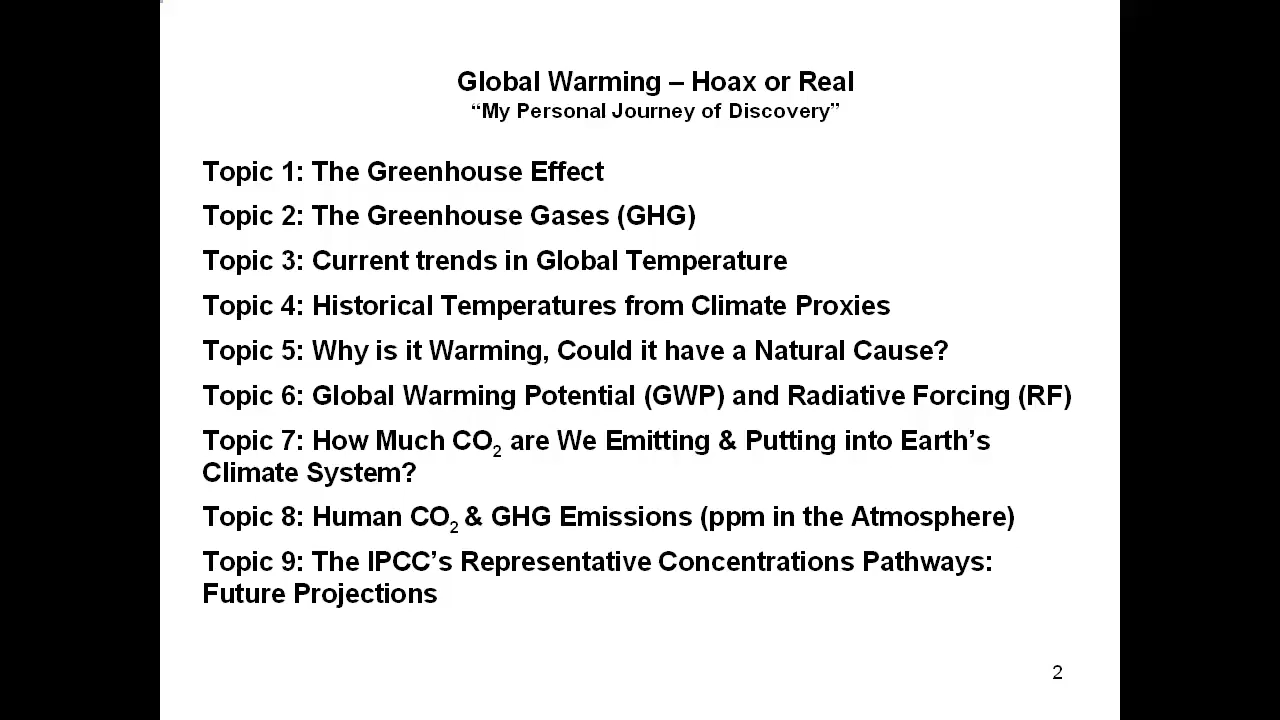 Global Warming – Hoax or Real
“My Personal Journey of Discovery”
Topic 1: The Greenhouse Effect
Topic 2: The Greenhouse Gases (GHG)
Topic 3: Current trends in Global Temperature
Topic 4: Historical Temperatures from Climate Proxies
Topic 5: Why is it Warming, Could it have a Natural Cause?
Topic 6: Global Warming Potential (GWP) and Radiative Forcing (RF)
Topic 7: How Much CO₂ are We Emitting & Putting into Earth’s
Climate System?
Topic 8: Human CO₂ & GHG Emissions (ppm in the Atmosphere)
Topic 9: The IPCC’s Representative Concentrations Pathways:
Future Projections
2